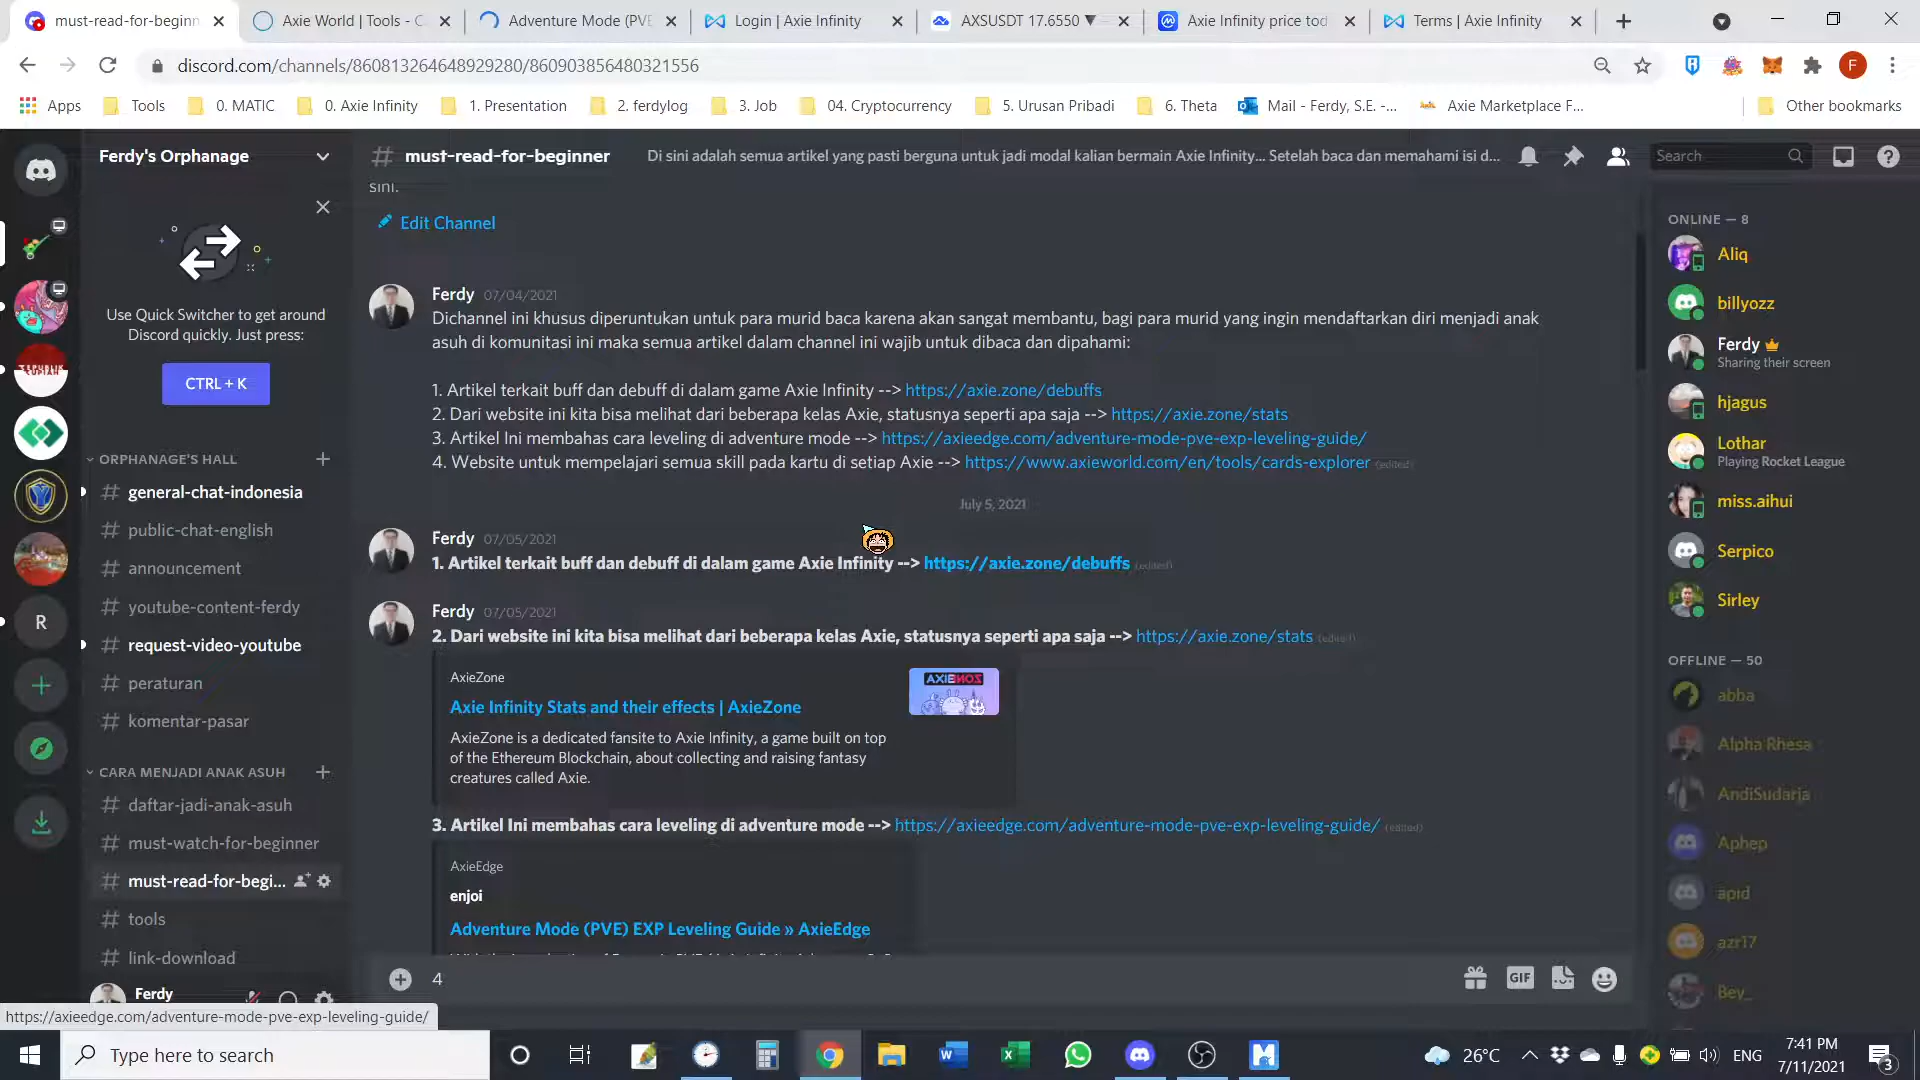 must-read-for-beginn
Axie World | Tools - C
Adventure Mode (PVE
Login | Axie Infinity
AXSUSDT 17.6550 ▼
Axie Infinity price tod
Terms | Axie Infinity
discord.com/channels/860813264648929280/860903856480321556
F
Apps
Tools
0. MATIC
0. Axie Infinity
1. Presentation
2. ferdylog
3. Job
04. Cryptocurrency
5. Urusan Pribadi
6. Theta
Mail - Ferdy, S.E. -...
Axie Marketplace F...
Other bookmarks
Ferdy's Orphanage
# must-read-for-beginner
Di sini adalah semua artikel yang pasti berguna untuk jadi modal kalian bermain Axie Infinity... Setelah baca dan memahami isi d...
Search
sini.
Edit Channel
Use Quick Switcher to get around
Discord quickly. Just press:
CTRL + K
ORPHANAGE'S HALL
# general-chat-indonesia
# public-chat-english
# announcement
# youtube-content-ferdy
# request-video-youtube
# peraturan
# komentar-pasar
CARA MENJADI ANAK ASUH
# daftar-jadi-anak-asuh
# must-watch-for-beginner
# must-read-for-begi...
# tools
# link-download
R
Ferdy
Ferdy 07/04/2021
Dichannel ini khusus diperuntukan untuk para murid baca karena akan sangat membantu, bagi para murid yang ingin mendaftarkan diri menjadi anak
asuh di komunitasi ini maka semua artikel dalam channel ini wajib untuk dibaca dan dipahami:
1. Artikel terkait buff dan debuff di dalam game Axie Infinity --> https://axie.zone/debuffs
2. Dari website ini kita bisa melihat dari beberapa kelas Axie, statusnya seperti apa saja --> https://axie.zone/stats
3. Artikel Ini membahas cara leveling di adventure mode --> https://axieedge.com/adventure-mode-pve-exp-leveling-guide/
4. Website untuk mempelajari semua skill pada kartu di setiap Axie --> https://www.axieworld.com/en/tools/cards-explorer (edited)
July 5, 2021
Ferdy 07/05/2021
1. Artikel terkait buff dan debuff di dalam game Axie Infinity --> https://axie.zone/debuffs (edited)
Ferdy 07/05/2021
2. Dari website ini kita bisa melihat dari beberapa kelas Axie, statusnya seperti apa saja --> https://axie.zone/stats (edited)
AxieZone
Axie Infinity Stats and their effects | AxieZone
AxieZone is a dedicated fansite to Axie Infinity, a game built on top
of the Ethereum Blockchain, about collecting and raising fantasy
creatures called Axie.
3. Artikel Ini membahas cara leveling di adventure mode --> https://axieedge.com/adventure-mode-pve-exp-leveling-guide/ (edited)
AxieEdge
enjoi
Adventure Mode (PVE) EXP Leveling Guide » AxieEdge
4
GIF
ONLINE — 8
Aliq
billyozz
Ferdy
Sharing their screen
hjagus
Lothar
Playing Rocket League
miss.aihui
Serpico
Sirley
OFFLINE — 50
abba
Alpha Rhesa
AndiSudarja
Aphep
apid
azr17
Bey_
https://axieedge.com/adventure-mode-pve-exp-leveling-guide/
Type here to search
26°C
ENG
7:41 PM
7/11/2021
3